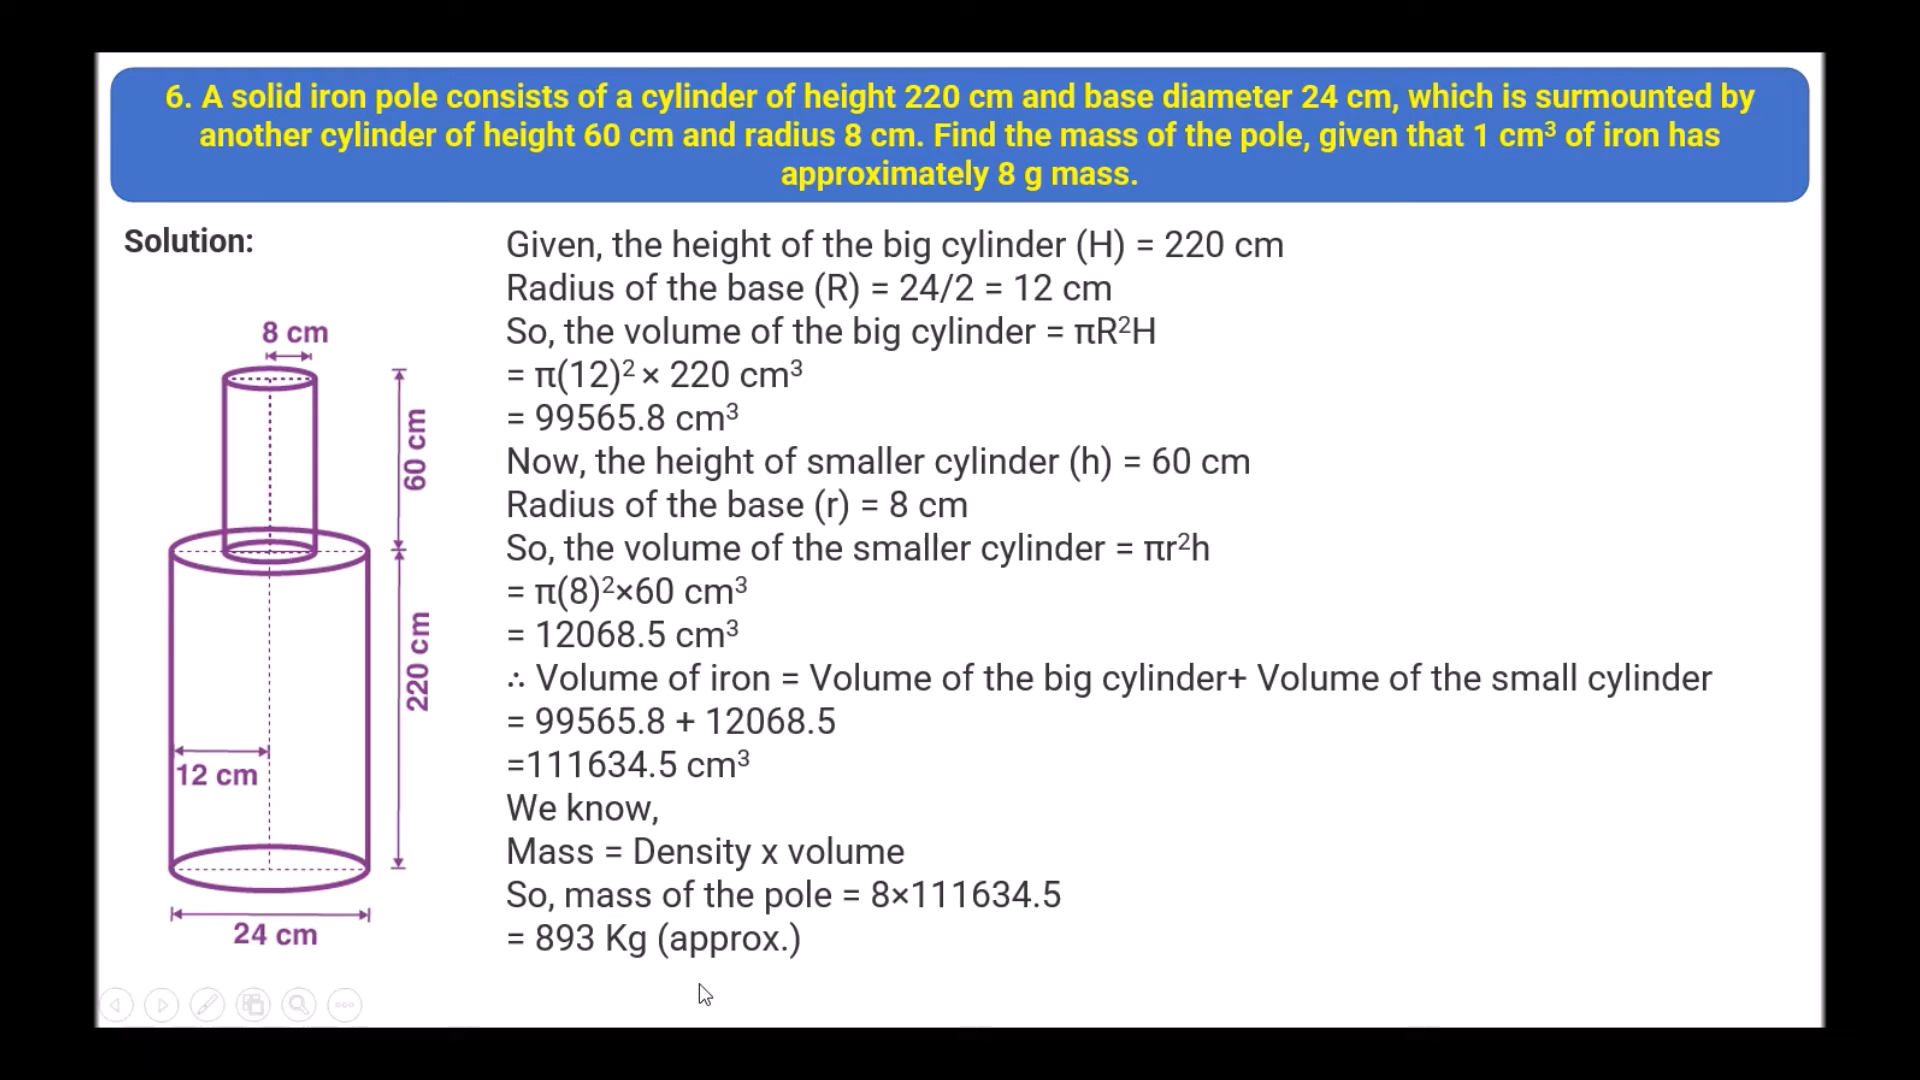 6. A solid iron pole consists of a cylinder of height 220 cm and base diameter 24 cm, which is surmounted by
another cylinder of height 60 cm and radius 8 cm. Find the mass of the pole, given that 1 cm³ of iron has
approximately 8 g mass.
Solution:
Given, the height of the big cylinder (H) = 220 cm
Radius of the base (R) = 24/2 = 12 cm
So, the volume of the big cylinder = πR²H
= π(12)² × 220 cm³
= 99565.8 cm³
Now, the height of smaller cylinder (h) = 60 cm
Radius of the base (r) = 8 cm
So, the volume of the smaller cylinder = πr²h
= π(8)²×60 cm³
= 12068.5 cm³
∴ Volume of iron = Volume of the big cylinder+ Volume of the small cylinder
= 99565.8 + 12068.5
=111634.5 cm³
We know,
Mass = Density x volume
So, mass of the pole = 8×111634.5
= 893 Kg (approx.)
8 cm
60 cm
220 cm
12 cm
24 cm